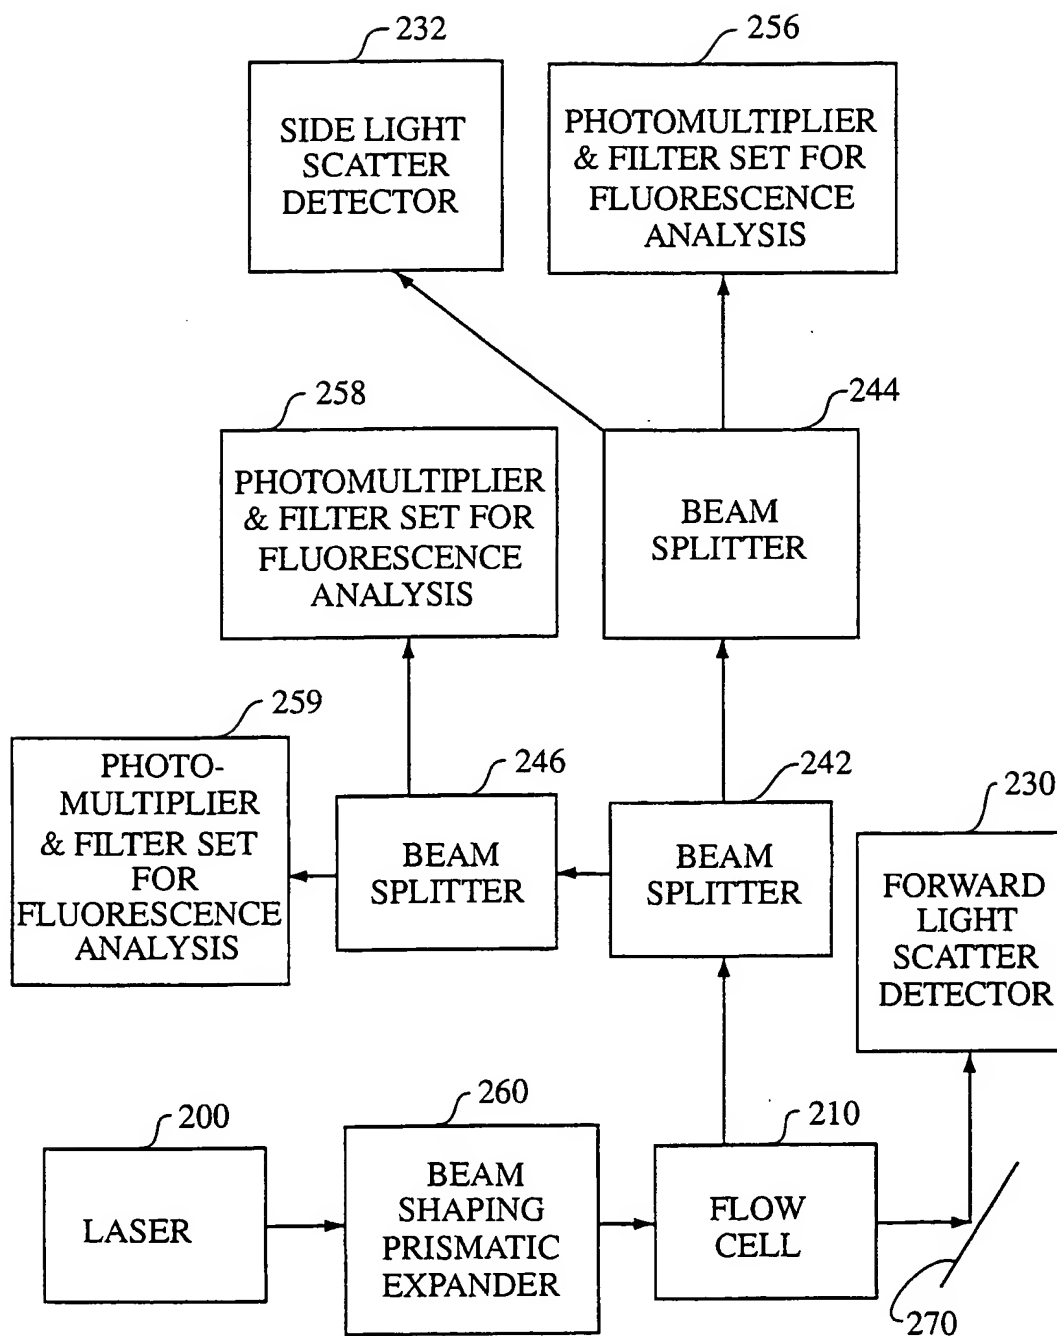 232
SIDE LIGHT
SCATTER
DETECTOR
256
PHOTOMULTIPLIER
& FILTER SET FOR
FLUORESCENCE
ANALYSIS
258
PHOTOMULTIPLIER
& FILTER SET FOR
FLUORESCENCE
ANALYSIS
244
BEAM
SPLITTER
259
PHOTO-
MULTIPLIER
& FILTER SET
FOR
FLUORESCENCE
ANALYSIS
246
BEAM
SPLITTER
242
BEAM
SPLITTER
230
FORWARD
LIGHT
SCATTER
DETECTOR
200
LASER
260
BEAM
SHAPING
PRISMATIC
EXPANDER
210
FLOW
CELL
270